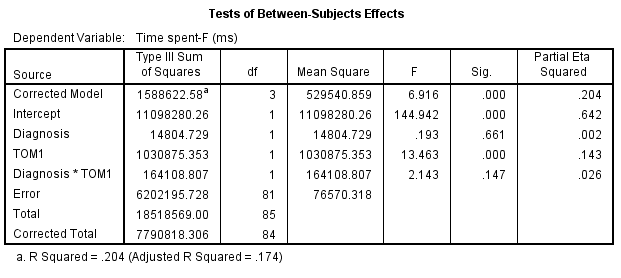 Tests of Between-Subjects Effects
Dependent Variable: Time spent-F (ms)
Source Type III Sum of Squares df Mean Square F Sig. Partial Eta Squared
Corrected Model 1588622.58a 3 529540.859 6.916 .000 .204
Intercept 11098280.26 1 11098280.26 144.942 .000 .642
Diagnosis 14804.729 1 14804.729 .193 .661 .002
TOM1 1030875.353 1 1030875.353 13.463 .000 .143
Diagnosis * TOM1 164108.807 1 164108.807 2.143 .147 .026
Error 6202195.728 81 76570.318
Total 18518569.00 85
Corrected Total 7790818.306 84
a. R Squared = .204 (Adjusted R Squared = .174)